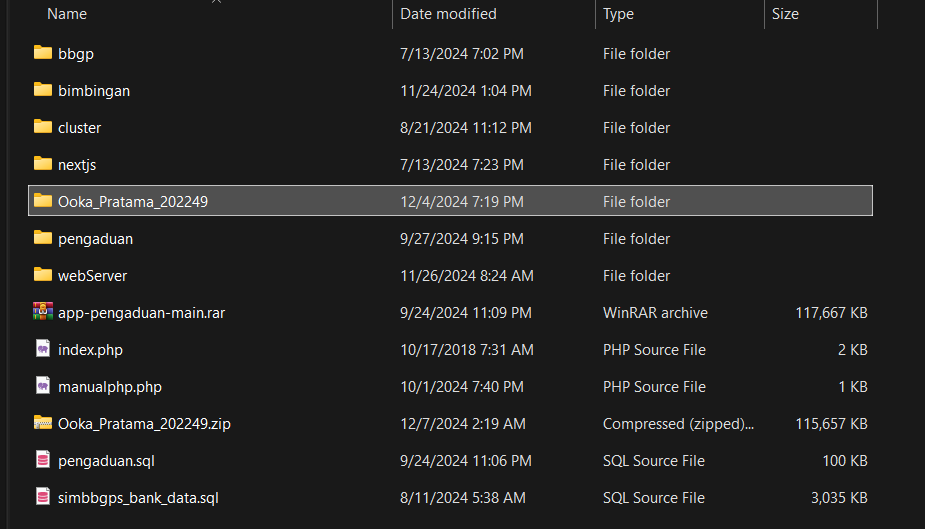 Name Date modified Type Size
bbgp 7/13/2024 7:02 PM File folder
bimbingan 11/24/2024 1:04 PM File folder
cluster 8/21/2024 11:12 PM File folder
nextjs 7/13/2024 7:23 PM File folder
Ooka_Pratama_202249 12/4/2024 7:19 PM File folder
pengaduan 9/27/2024 9:15 PM File folder
webServer 11/26/2024 8:24 AM File folder
app-pengaduan-main.rar 9/24/2024 11:09 PM WinRAR archive 117,667 KB
index.php 10/17/2018 7:31 AM PHP Source File 2 KB
manualphp.php 10/1/2024 7:40 PM PHP Source File 1 KB
Ooka_Pratama_202249.zip 12/7/2024 2:19 AM Compressed (zipped)... 115,657 KB
pengaduan.sql 9/24/2024 11:06 PM SQL Source File 100 KB
simbbgps_bank_data.sql 8/11/2024 5:38 AM SQL Source File 3,035 KB